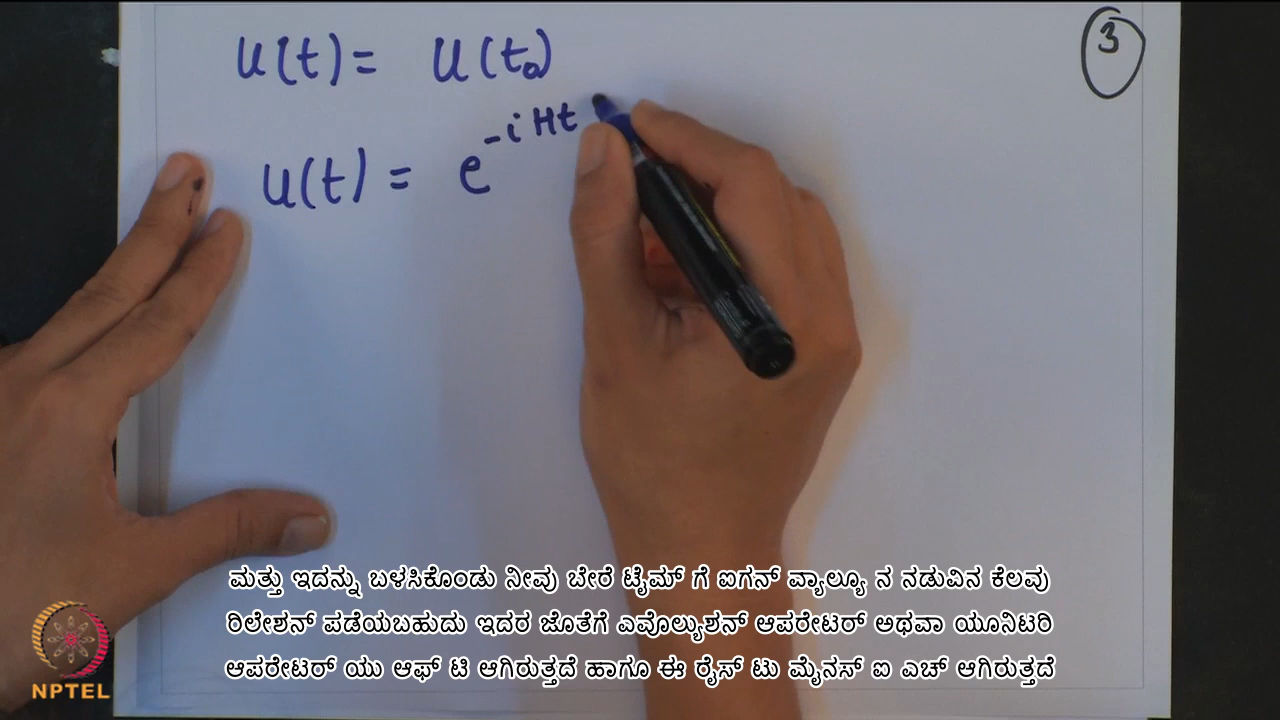 3
u(t) = u(t₀)
u(t) = e^{-iHt}
ಮತ್ತು ಇದನ್ನು ಬಳಸಿಕೊಂಡು ನೀವು ಬೇರೆ ಟೈಮ್ ಗೆ ಐಗನ್ ವ್ಯಾಲ್ಯೂ ನ ನಡುವಿನ ಕೆಲವು
ರಿಲೇಶನ್ ಪಡೆಯಬಹುದು ಇದರ ಜೊತೆಗೆ ಎವೊಲ್ಯುಶನ್ ಆಪರೇಟರ್ ಅಥವಾ ಯೂನಿಟರಿ
ಆಪರೇಟರ್ ಯು ಆಫ್ ಟಿ ಆಗಿರುತ್ತದೆ ಹಾಗೂ ಈ ರೈಸ್ ಟು ಮೈನಸ್ ಐ ಎಚ್ ಆಗಿರುತ್ತದೆ
NPTEL